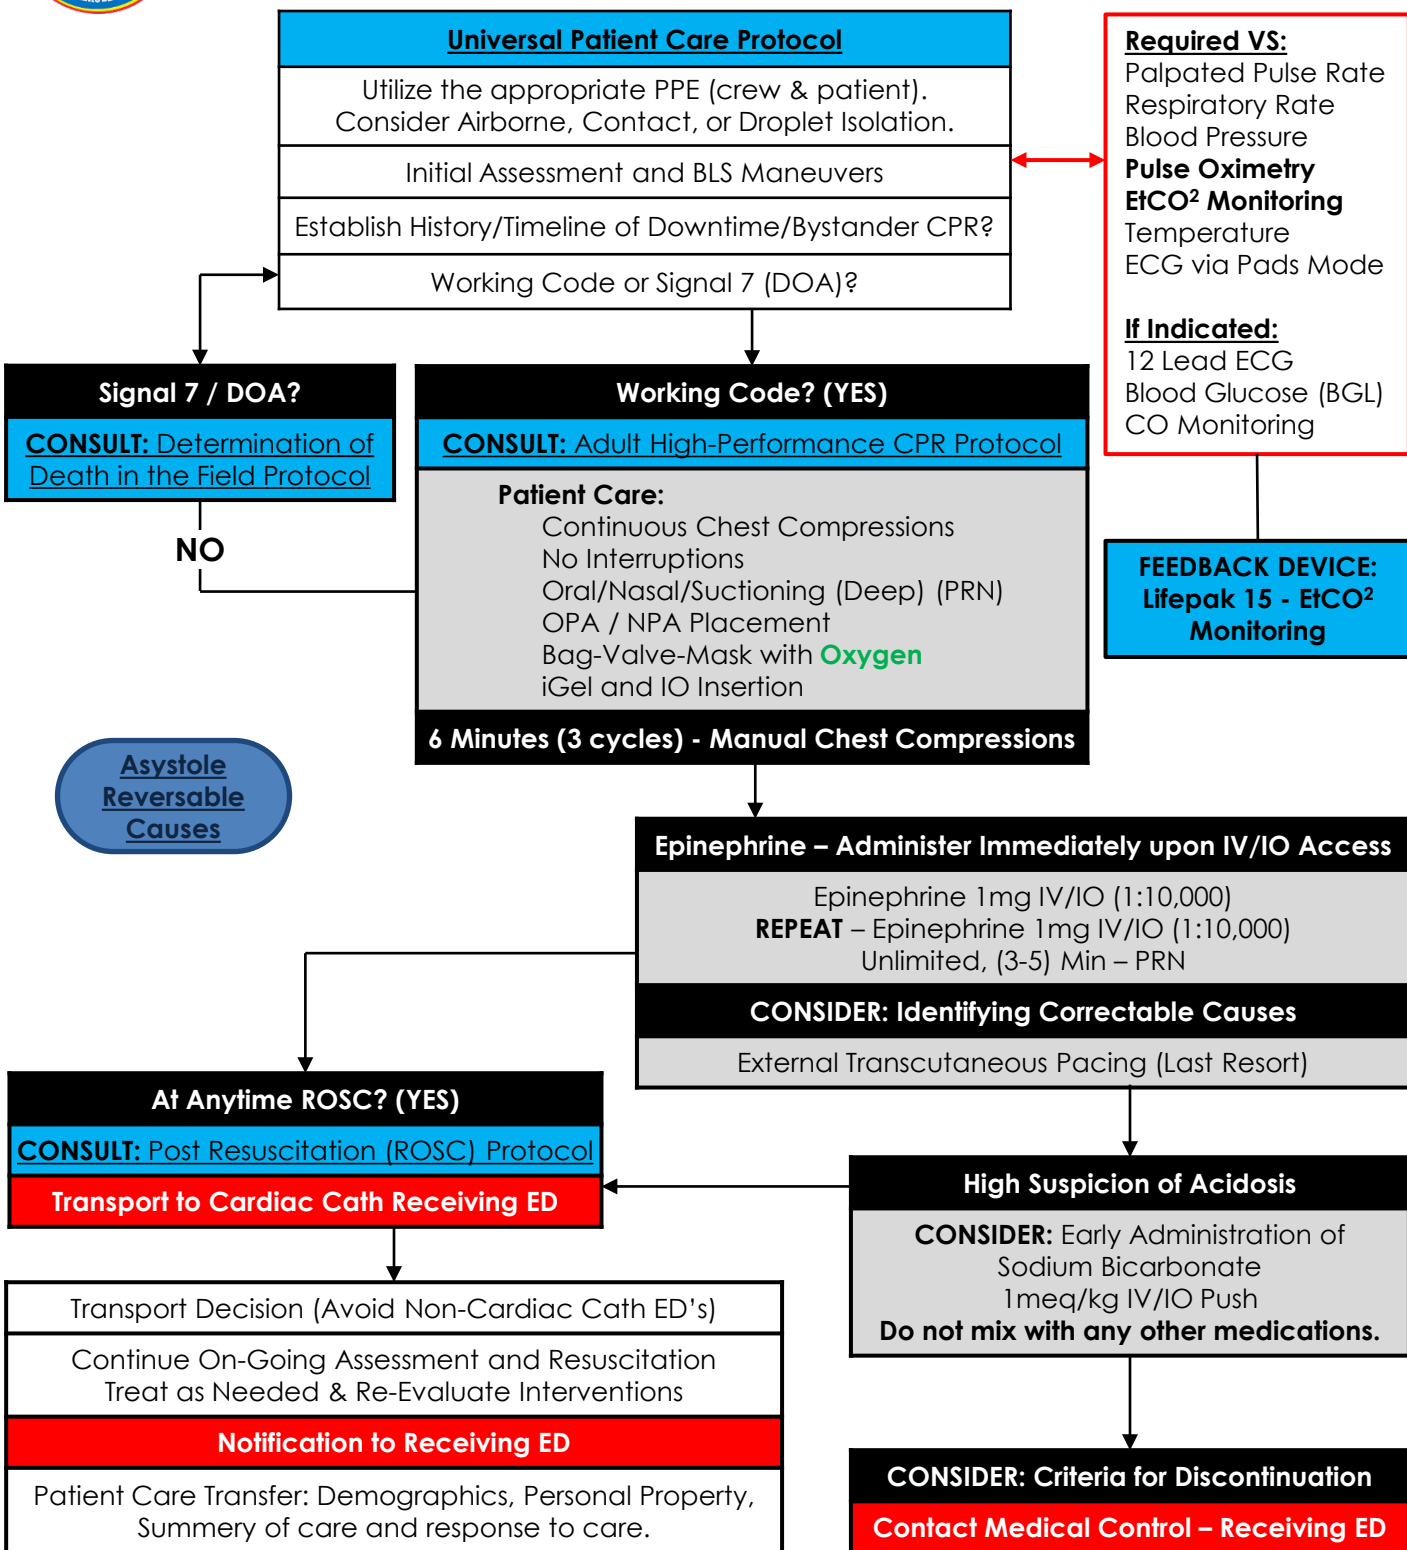 Universal Patient Care Protocol
Utilize the appropriate PPE (crew & patient).
Consider Airborne, Contact, or Droplet Isolation.
Initial Assessment and BLS Maneuvers
Establish History/Timeline of Downtime/Bystander CPR?
Working Code or Signal 7 (DOA)?
Required VS:
Palpated Pulse Rate
Respiratory Rate
Blood Pressure
Pulse Oximetry
EtCO² Monitoring
Temperature
ECG via Pads Mode
If Indicated:
12 Lead ECG
Blood Glucose (BGL)
CO Monitoring
FEEDBACK DEVICE:
Lifepak 15 - EtCO²
Monitoring
Signal 7 / DOA?
CONSULT: Determination of
Death in the Field Protocol
NO
Working Code? (YES)
CONSULT: Adult High-Performance CPR Protocol
Patient Care:
Continuous Chest Compressions
No Interruptions
Oral/Nasal/Suctioning (Deep) (PRN)
OPA / NPA Placement
Bag-Valve-Mask with Oxygen
iGel and IO Insertion
6 Minutes (3 cycles) - Manual Chest Compressions
Asystole
Reversable
Causes
Epinephrine – Administer Immediately upon IV/IO Access
Epinephrine 1mg IV/IO (1:10,000)
REPEAT – Epinephrine 1mg IV/IO (1:10,000)
Unlimited, (3-5) Min – PRN
CONSIDER: Identifying Correctable Causes
External Transcutaneous Pacing (Last Resort)
At Anytime ROSC? (YES)
CONSULT: Post Resuscitation (ROSC) Protocol
Transport to Cardiac Cath Receiving ED
High Suspicion of Acidosis
CONSIDER: Early Administration of
Sodium Bicarbonate
1meq/kg IV/IO Push
Do not mix with any other medications.
Transport Decision (Avoid Non-Cardiac Cath ED's)
Continue On-Going Assessment and Resuscitation
Treat as Needed & Re-Evaluate Interventions
Notification to Receiving ED
Patient Care Transfer: Demographics, Personal Property,
Summery of care and response to care.
CONSIDER: Criteria for Discontinuation
Contact Medical Control – Receiving ED